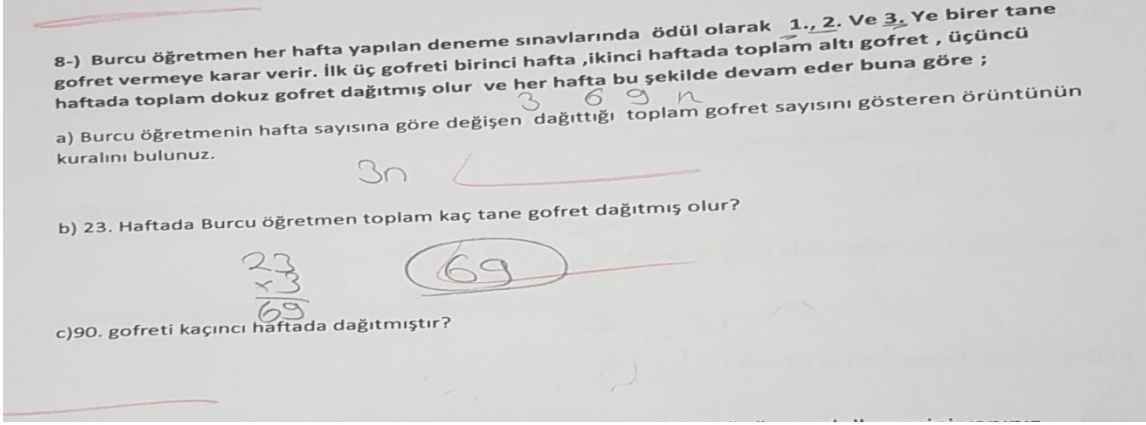 8-) Burcu öğretmen her hafta yapılan deneme sınavlarında ödül olarak 1., 2. Ve 3. Ye birer tane
gofret vermeye karar verir. İlk üç gofreti birinci hafta ,ikinci haftada toplam altı gofret , üçüncü
haftada toplam dokuz gofret dağıtmış olur ve her hafta bu şekilde devam eder buna göre ;
3 6 9 n
a) Burcu öğretmenin hafta sayısına göre değişen dağıttığı toplam gofret sayısını gösteren örüntünün
kuralını bulunuz.
3n
b) 23. Haftada Burcu öğretmen toplam kaç tane gofret dağıtmış olur?
23
x3
69
69
c)90. gofreti kaçıncı haftada dağıtmıştır?